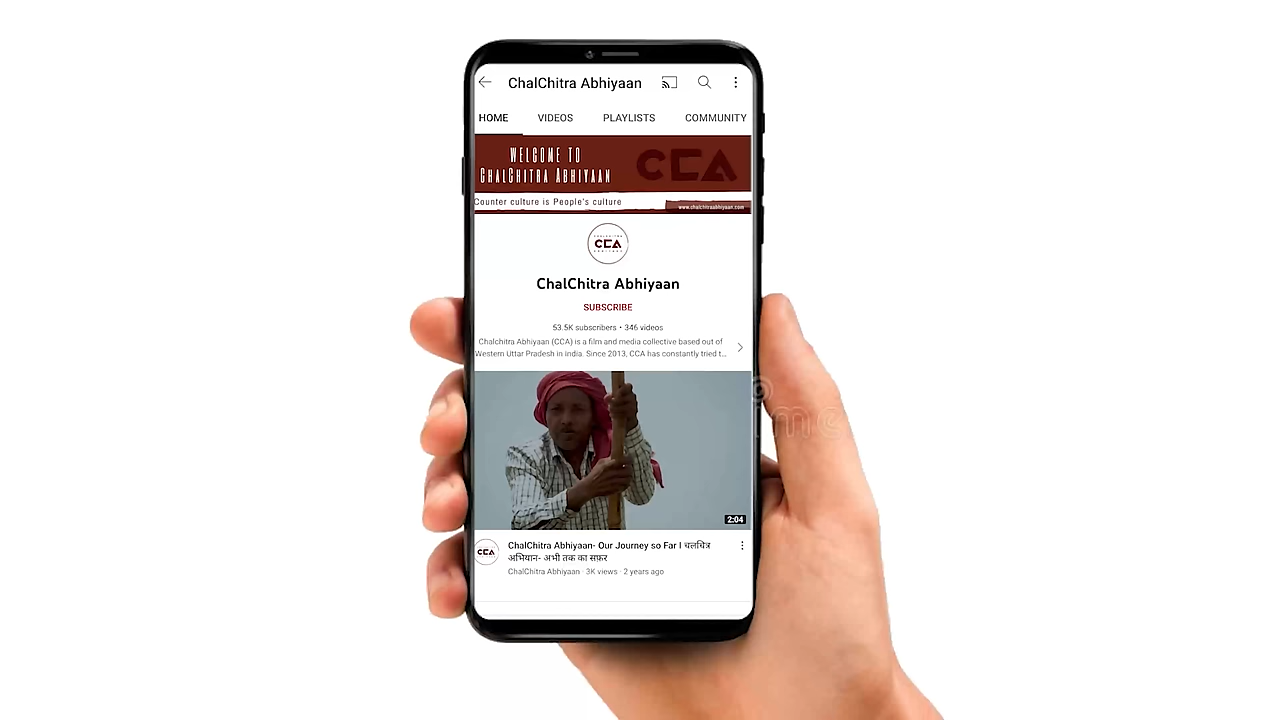 ChalChitra Abhiyaan
HOME VIDEOS PLAYLISTS COMMUNITY
WELCOME TO
CHALCHITRA ABHIYAAN
CCA
Counter culture is People's culture
www.chalchitraabhiyaan.com
CCA
ChalChitra Abhiyaan
SUBSCRIBE
53.5K subscribers • 346 videos
Chalchitra Abhiyaan (CCA) is a film and media collective based out of
Western Uttar Pradesh in India. Since 2013, CCA has constantly tried t...
2:04
CCA
ChalChitra Abhiyaan- Our Journey so Far I चलचित्र
अभियान- अभी तक का सफ़र
ChalChitra Abhiyaan · 3K views · 2 years ago